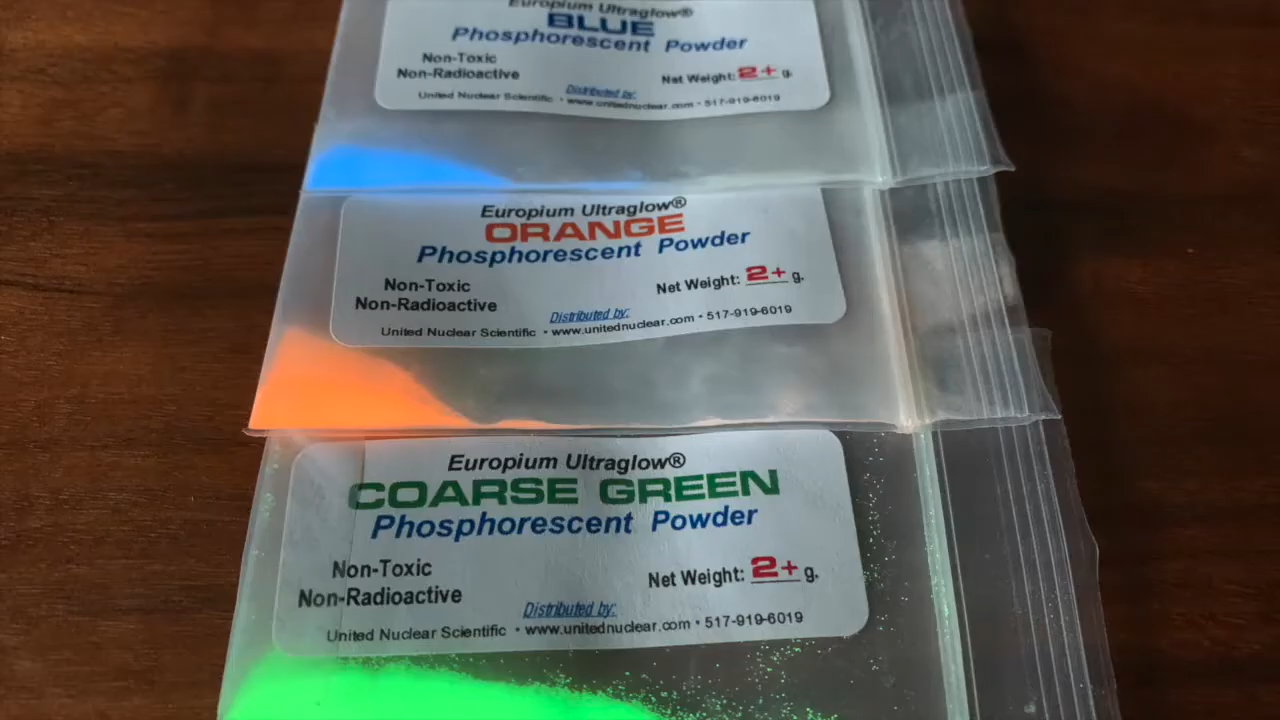 Europium Ultraglow®
BLUE
Phosphorescent Powder
Non-Toxic
Non-Radioactive
Net Weight: 2+ g.
Distributed by:
United Nuclear Scientific • www.unitednuclear.com • 517-919-6019
Europium Ultraglow®
ORANGE
Phosphorescent Powder
Non-Toxic
Non-Radioactive
Net Weight: 2+ g.
Distributed by:
United Nuclear Scientific • www.unitednuclear.com • 517-919-6019
Europium Ultraglow®
COARSE GREEN
Phosphorescent Powder
Non-Toxic
Non-Radioactive
Net Weight: 2+ g.
Distributed by:
United Nuclear Scientific • www.unitednuclear.com • 517-919-6019